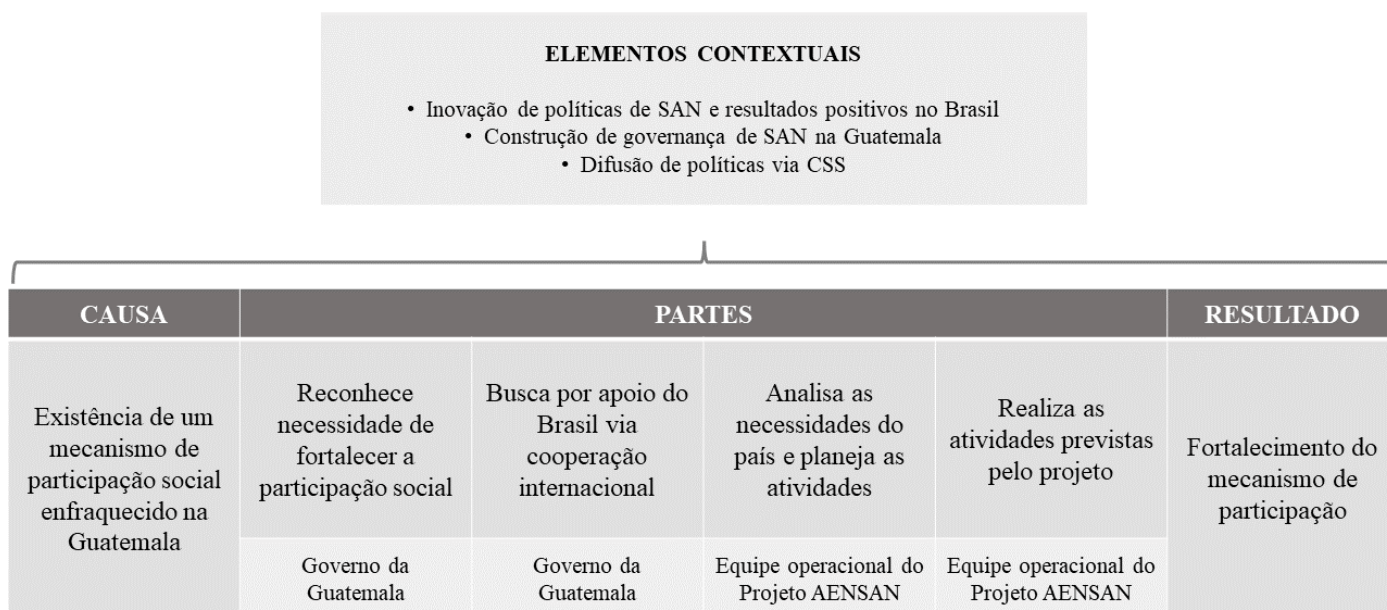 ELEMENTOS CONTEXTUAIS
• Inovação de políticas de SAN e resultados positivos no Brasil
• Construção de governança de SAN na Guatemala
• Difusão de políticas via CSS
CAUSA
PARTES
RESULTADO
Existência de um
mecanismo de
participação social
enfraquecido na
Guatemala
Reconhece
necessidade de
fortalecer a
participação social
Governo da
Guatemala
Busca por apoio do
Brasil via
cooperação
internacional
Governo da
Guatemala
Analisa as
necessidades do
país e planeja as
atividades
Equipe operacional do
Projeto AENSAN
Realiza as
atividades previstas
pelo projeto
Equipe operacional do
Projeto AENSAN
Fortalecimento do
mecanismo de
participação